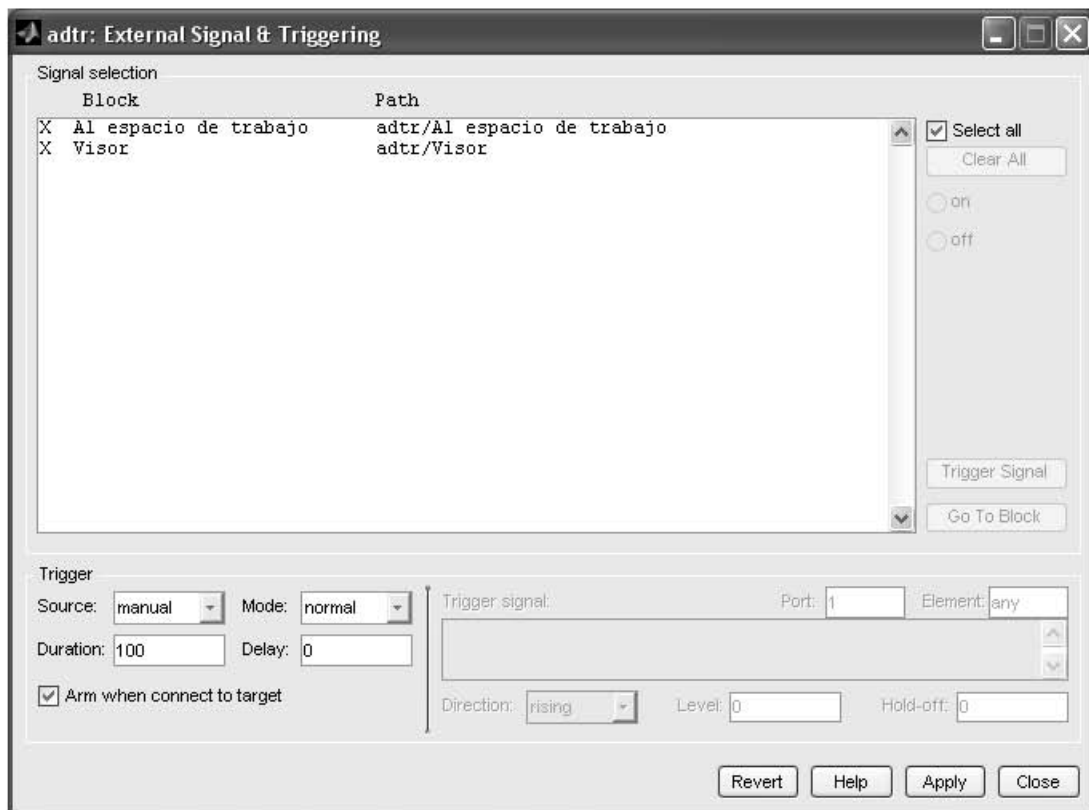 adtr: External Signal & Triggering
Signal selection
Block Path
X Al espacio de trabajo adtr/Al espacio de trabajo
X Visor adtr/Visor
Select all
Clear All
on
off
Trigger Signal
Go To Block
Trigger
Source: manual Mode: normal
Duration: 100 Delay: 0
Arm when connect to target
Trigger signal: Port: 1 Element: any
Direction: rising Level: 0 Hold-off: 0
Revert Help Apply Close